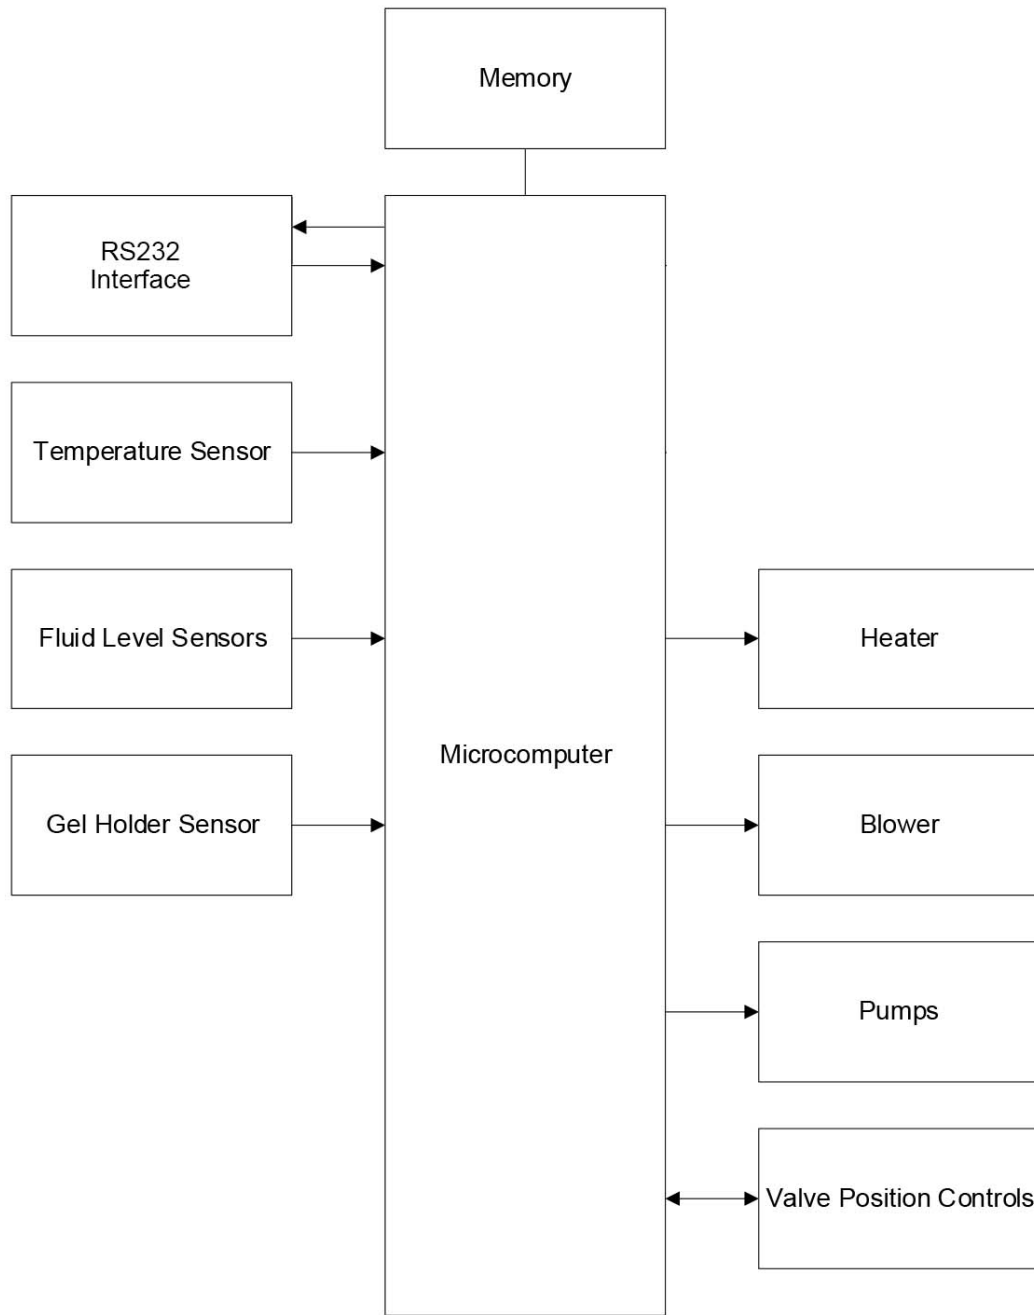 Memory
RS232
Interface
Temperature Sensor
Fluid Level Sensors
Heater
Microcomputer
Gel Holder Sensor
Blower
Pumps
Valve Position Controls